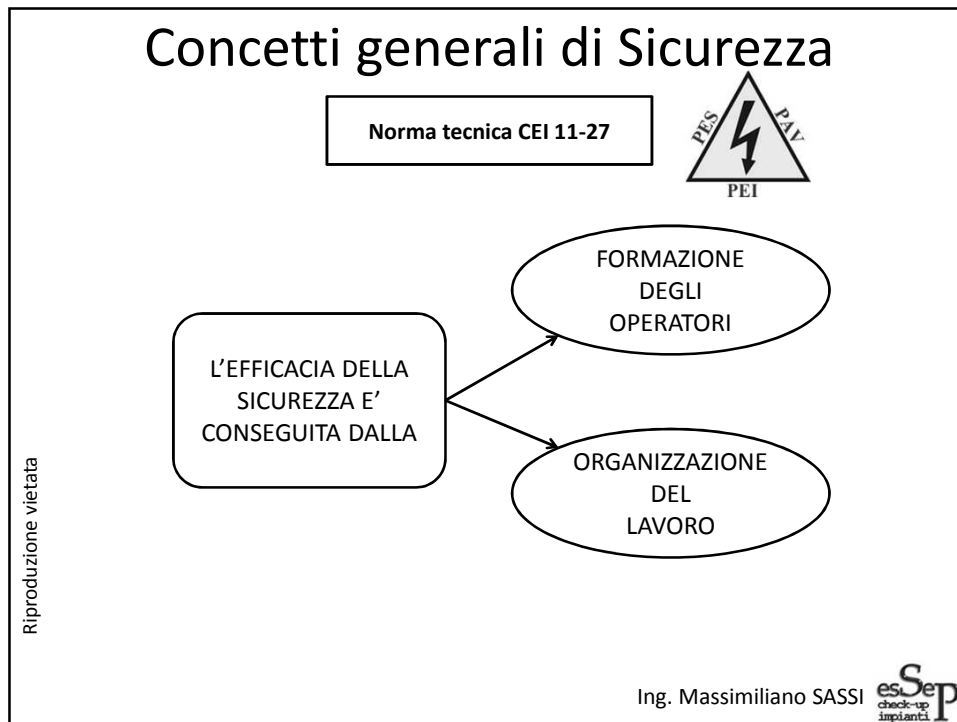 Concetti generali di Sicurezza
Norma tecnica CEI 11-27
PES
PAV
PEI
FORMAZIONE
DEGLI
OPERATORI
L’EFFICACIA DELLA
SICUREZZA E’
CONSEGUITA DALLA
ORGANIZZAZIONE
DEL
LAVORO
Riproduzione vietata
Ing. Massimiliano SASSI
esSep
check-up
impianti